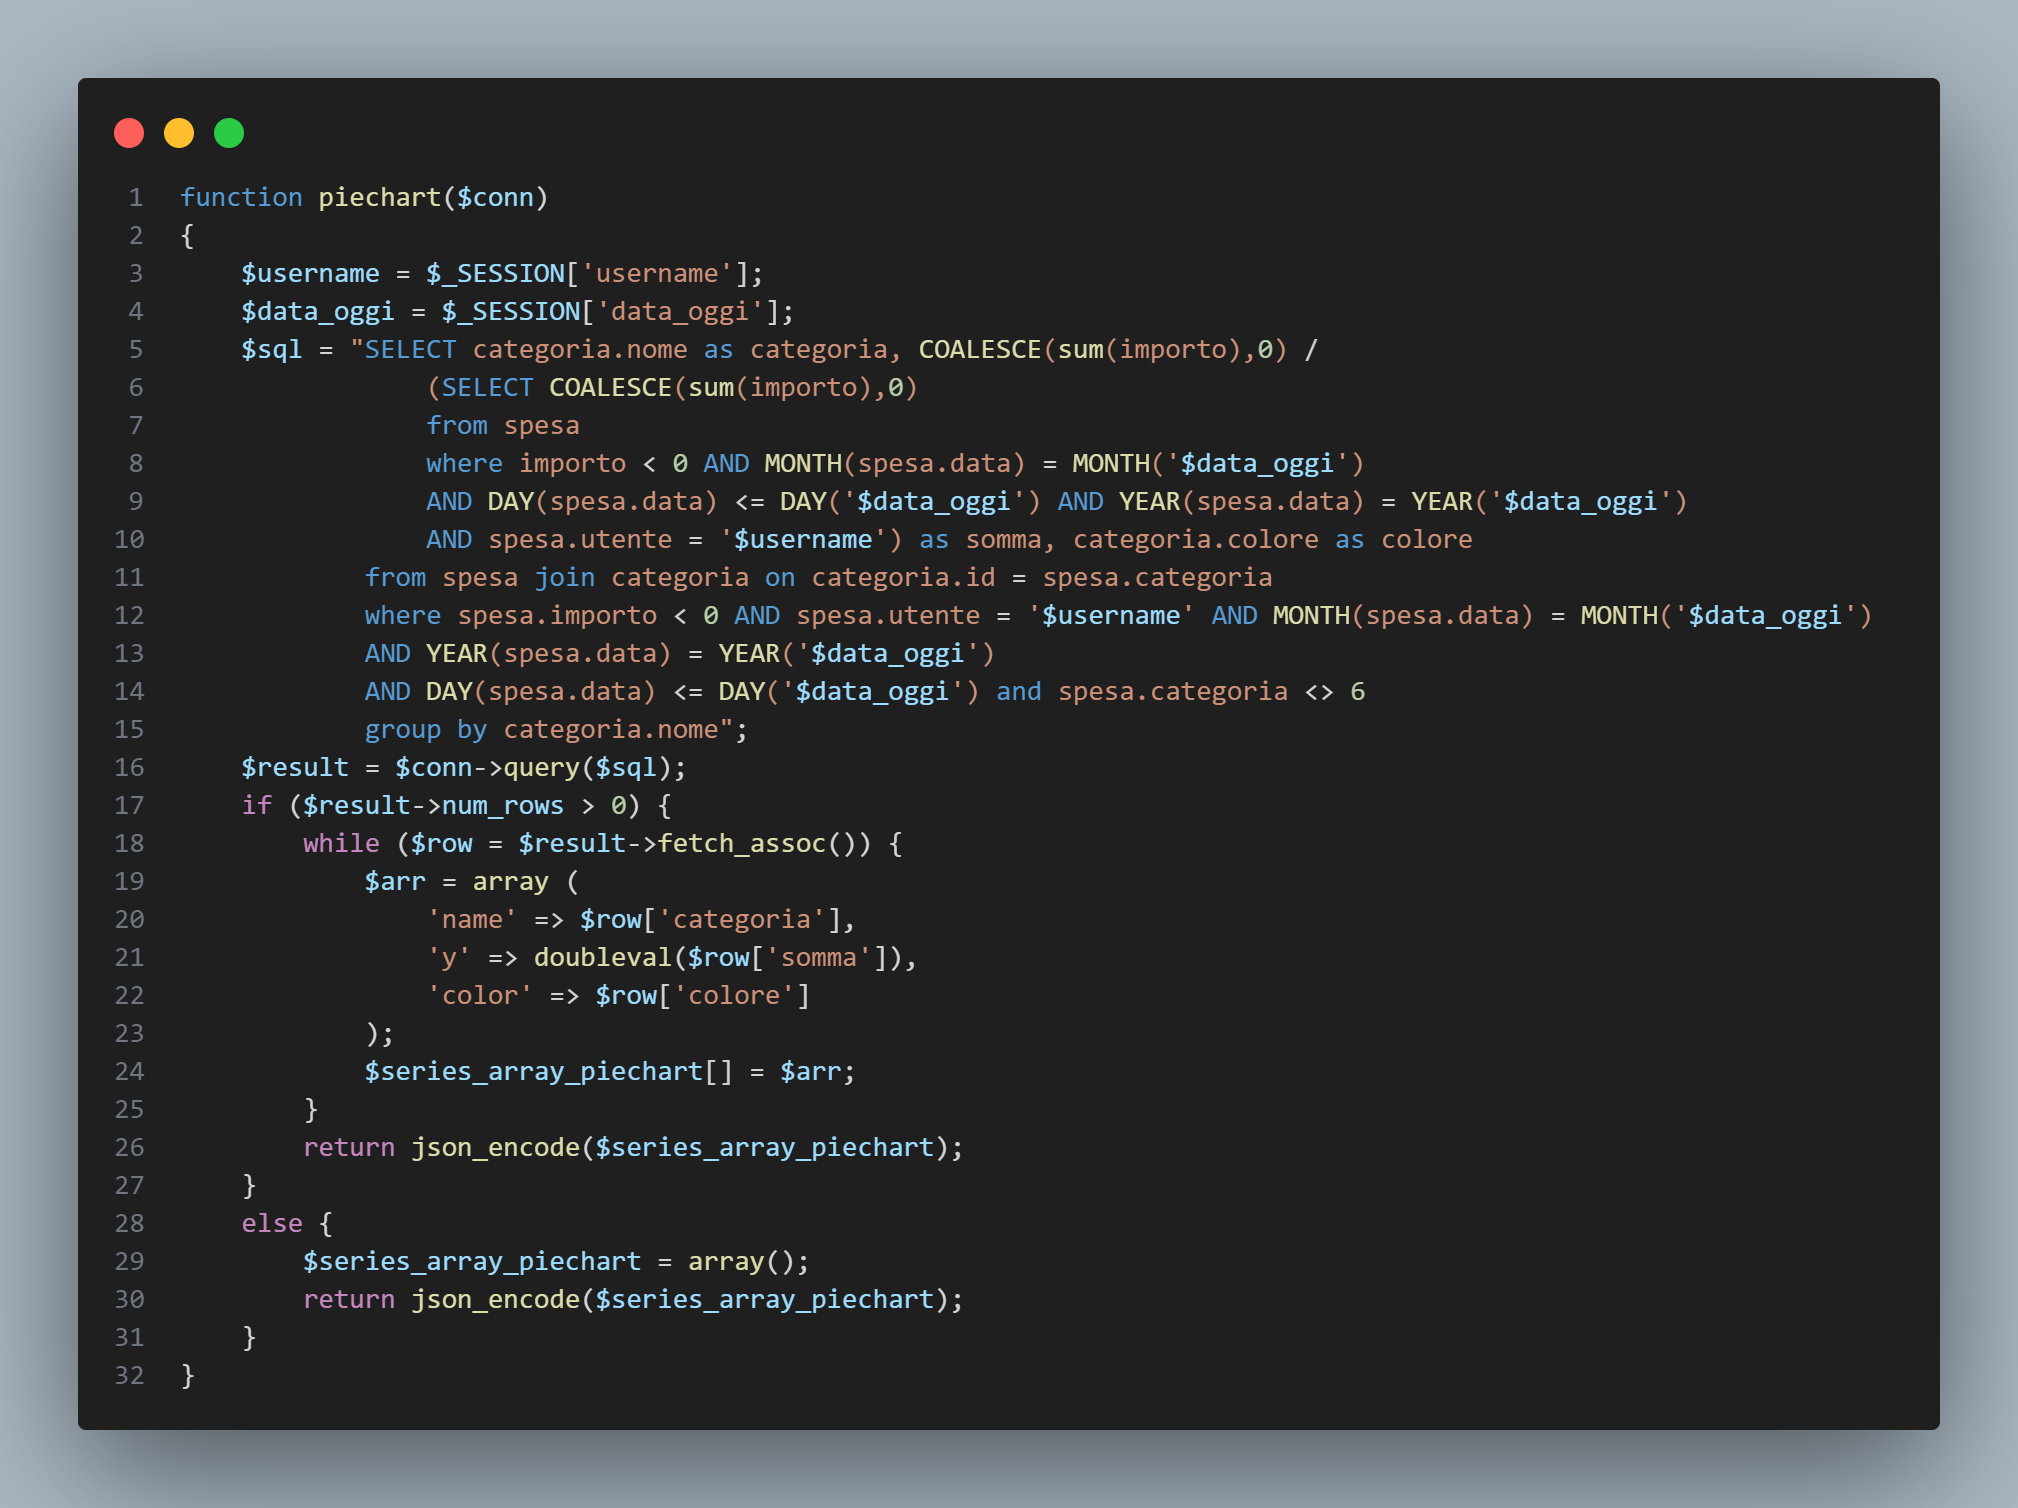 1 function piechart($conn)
2 {
3     $username = $_SESSION['username'];
4     $data_oggi = $_SESSION['data_oggi'];
5     $sql = "SELECT categoria.nome as categoria, COALESCE(sum(importo),0) /
6                 (SELECT COALESCE(sum(importo),0)
7                 from spesa
8                 where importo < 0 AND MONTH(spesa.data) = MONTH('$data_oggi')
9                 AND DAY(spesa.data) <= DAY('$data_oggi') AND YEAR(spesa.data) = YEAR('$data_oggi')
10                 AND spesa.utente = '$username') as somma, categoria.colore as colore
11             from spesa join categoria on categoria.id = spesa.categoria
12             where spesa.importo < 0 AND spesa.utente = '$username' AND MONTH(spesa.data) = MONTH('$data_oggi')
13             AND YEAR(spesa.data) = YEAR('$data_oggi')
14             AND DAY(spesa.data) <= DAY('$data_oggi') and spesa.categoria <> 6
15             group by categoria.nome";
16     $result = $conn->query($sql);
17     if ($result->num_rows > 0) {
18         while ($row = $result->fetch_assoc()) {
19             $arr = array (
20                 'name' => $row['categoria'],
21                 'y' => doubleval($row['somma']),
22                 'color' => $row['colore']
23             );
24             $series_array_piechart[] = $arr;
25         }
26         return json_encode($series_array_piechart);
27     }
28     else {
29         $series_array_piechart = array();
30         return json_encode($series_array_piechart);
31     }
32 }